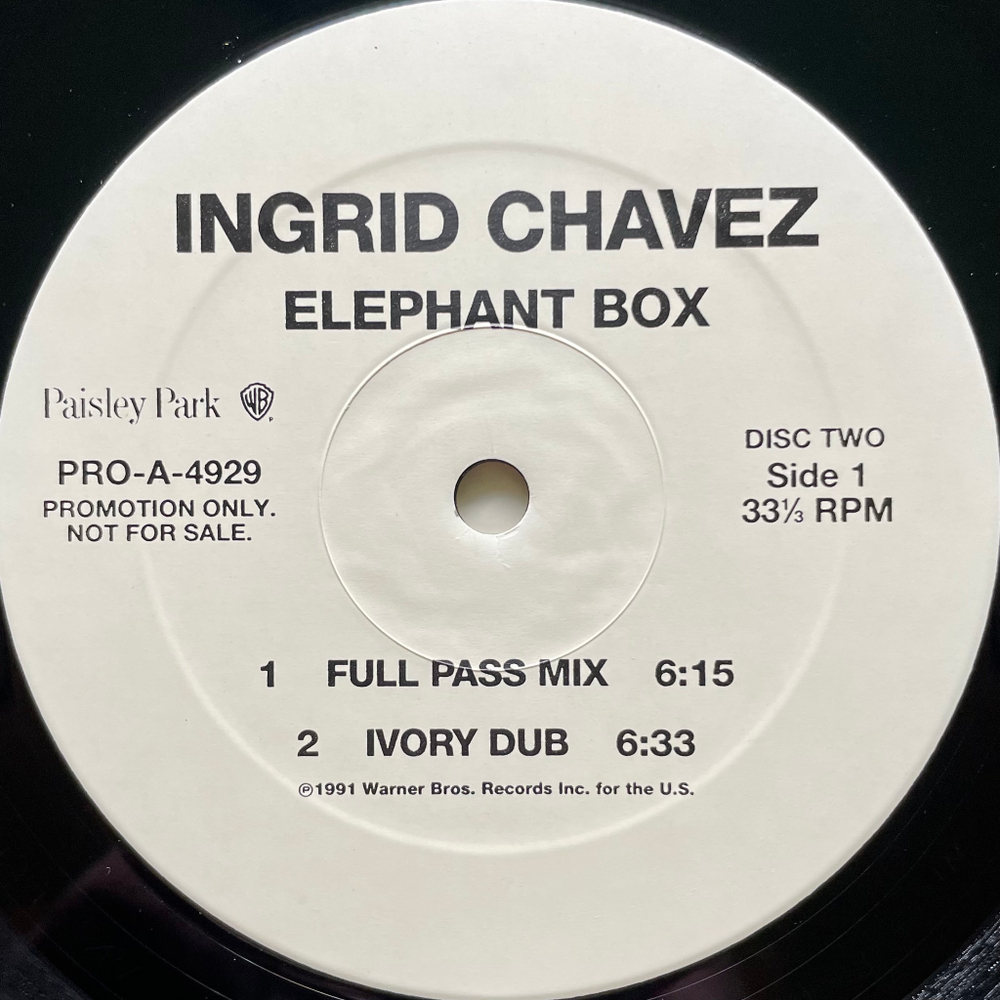 INGRID CHAVEZ
ELEPHANT BOX
Paisley Park WB
PRO-A-4929
PROMOTION ONLY.
NOT FOR SALE.
DISC TWO
Side 1
33⅓ RPM
1 FULL PASS MIX 6:15
2 IVORY DUB 6:33
℗1991 Warner Bros. Records Inc. for the U.S.